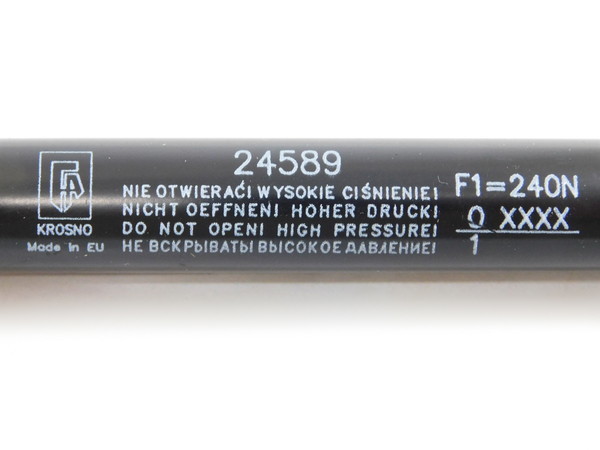 24589
NIE OTWIERAĆ! WYSOKIE CIŚNIENIE!
NICHT OEFFNEN! HOHER DRUCK!
DO NOT OPEN! HIGH PRESSURE!
НЕ ВСКРЫВАТЬ! ВЫСОКОЕ ДАВЛЕНИЕ!
KROSNO
Made in EU
F1=240N
0 XXXX
1